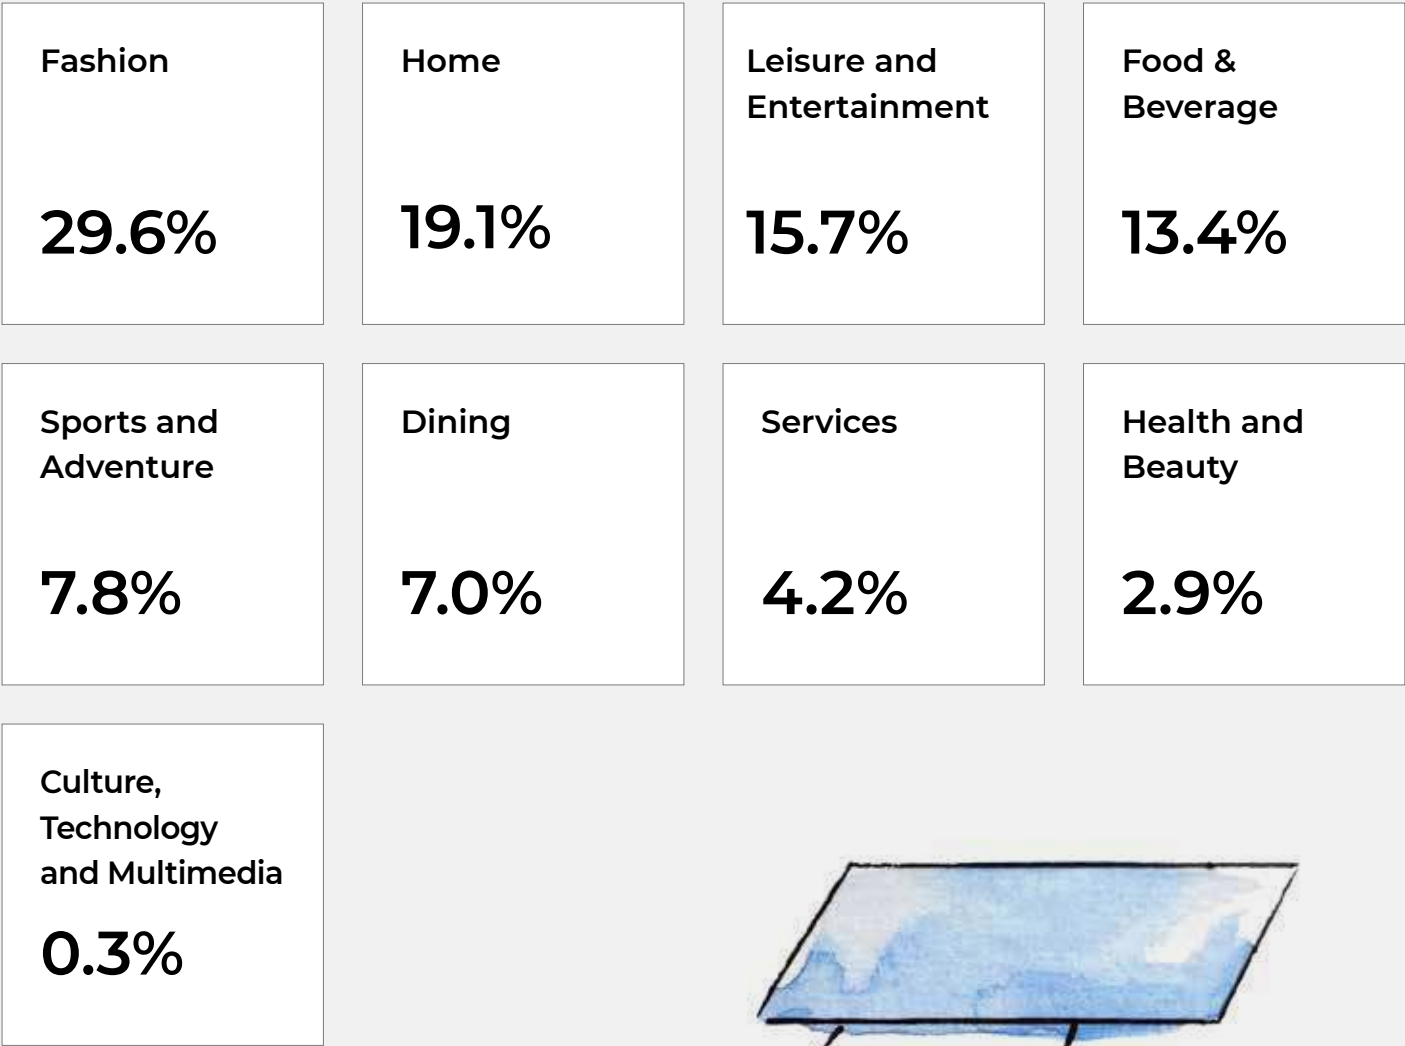 Fashion
29.6%
Home
19.1%
Leisure and
Entertainment
15.7%
Food &
Beverage
13.4%
Sports and
Adventure
7.8%
Dining
7.0%
Services
4.2%
Health and
Beauty
2.9%
Culture,
Technology
and Multimedia
0.3%